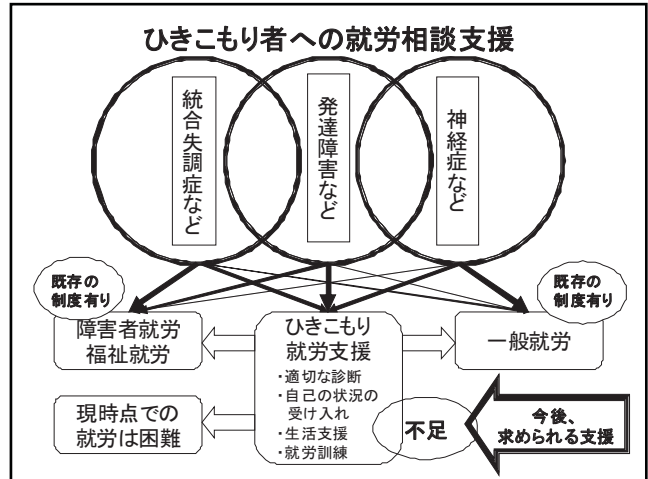 ひきこもり者への就労相談支援
統合失調症など
発達障害など
神経症など
既存の
制度有り
既存の
制度有り
障害者就労
福祉就労
ひきこもり
就労支援
・適切な診断
・自己の状況の
受け入れ
・生活支援
・就労訓練
一般就労
現時点での
就労は困難
不足
今後、
求められる支援